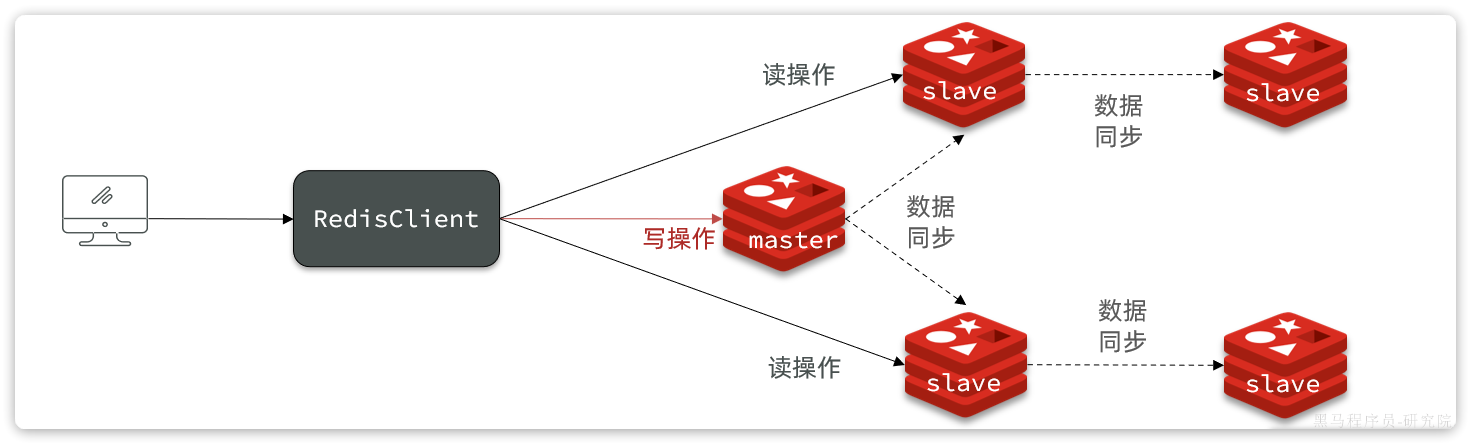 读操作
slave
slave
数据
同步
RedisClient
写操作
master
数据
同步
读操作
slave
数据
同步
slave
黑马程序员-研究院